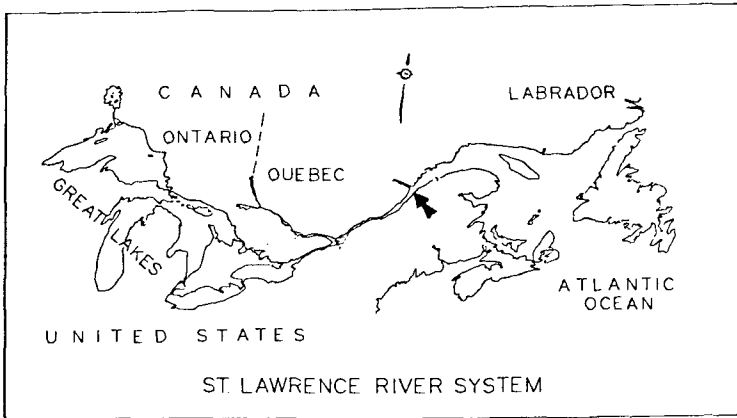 CANADA
LABRADOR
ONTARIO
QUEBEC
GREAT LAKES
ATLANTIC
OCEAN
UNITED STATES
ST. LAWRENCE RIVER SYSTEM